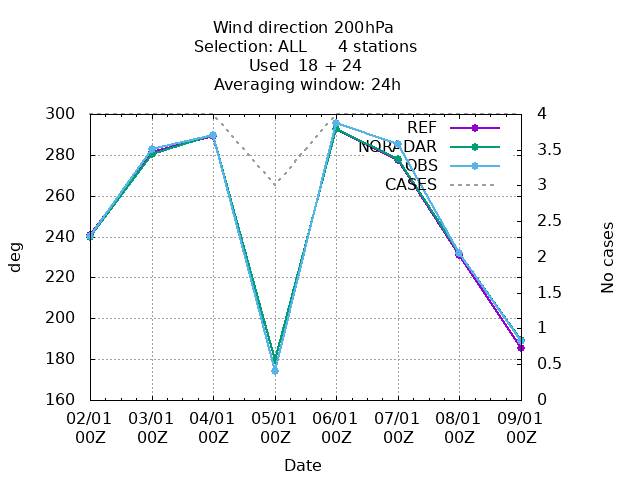 Wind direction 200hPa
Selection: ALL 4 stations
Used 18 + 24
Averaging window: 24h
300
280
260
240
220
200
180
160
deg
4
3.5
3
2.5
2
1.5
1
0.5
0
No cases
REF
NORADAR
OBS
CASES
02/01 03/01 04/01 05/01 06/01 07/01 08/01 09/01
00Z 00Z 00Z 00Z 00Z 00Z 00Z 00Z
Date